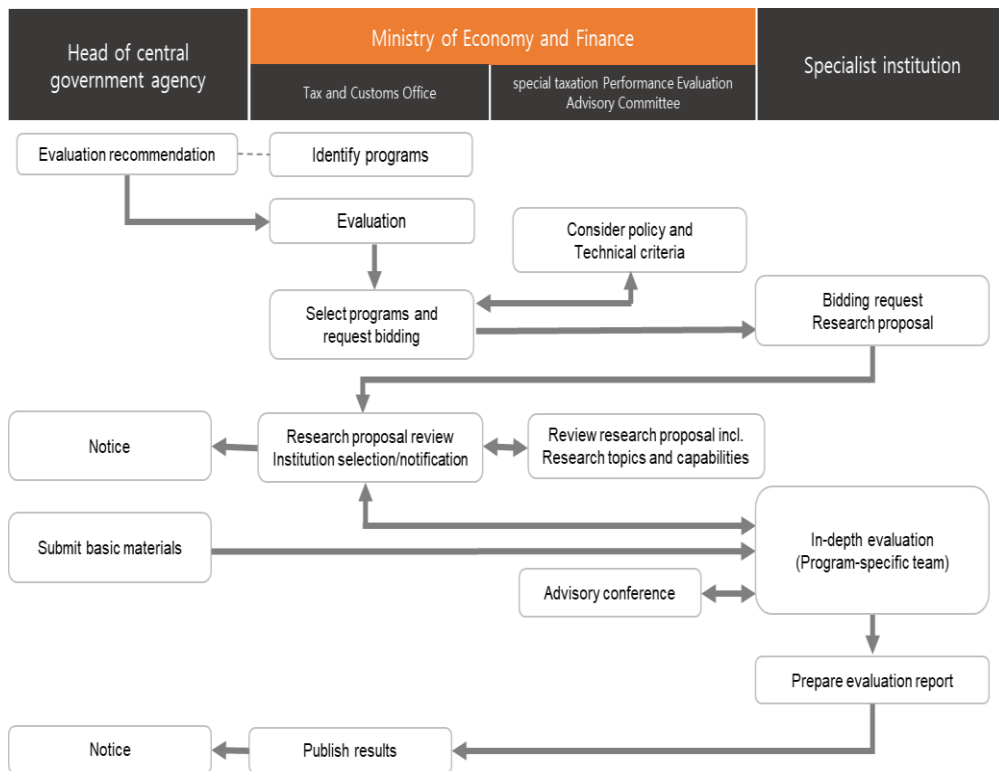 Head of central
government agency
Ministry of Economy and Finance
Specialist institution
Tax and Customs Office
special taxation Performance Evaluation
Advisory Committee
Evaluation recommendation
Identify programs
Evaluation
Consider policy and
Technical criteria
Select programs and
request bidding
Bidding request
Research proposal
Notice
Research proposal review
Institution selection/notification
Review research proposal incl.
Research topics and capabilities
Submit basic materials
In-depth evaluation
(Program-specific team)
Advisory conference
Prepare evaluation report
Notice
Publish results